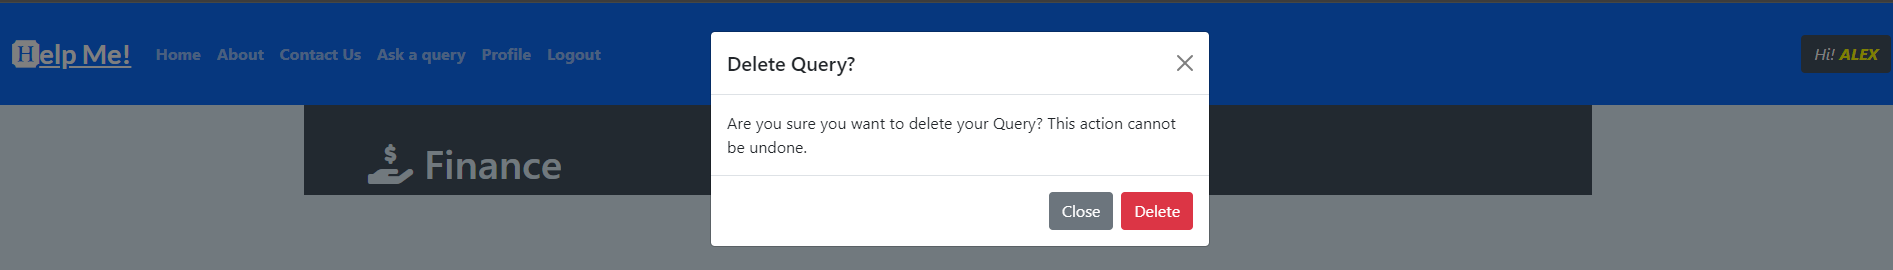 Help Me! Home About Contact Us Ask a query Profile Logout
Hi! ALEX
Delete Query?
Are you sure you want to delete your Query? This action cannot
be undone.
Close Delete
$ Finance